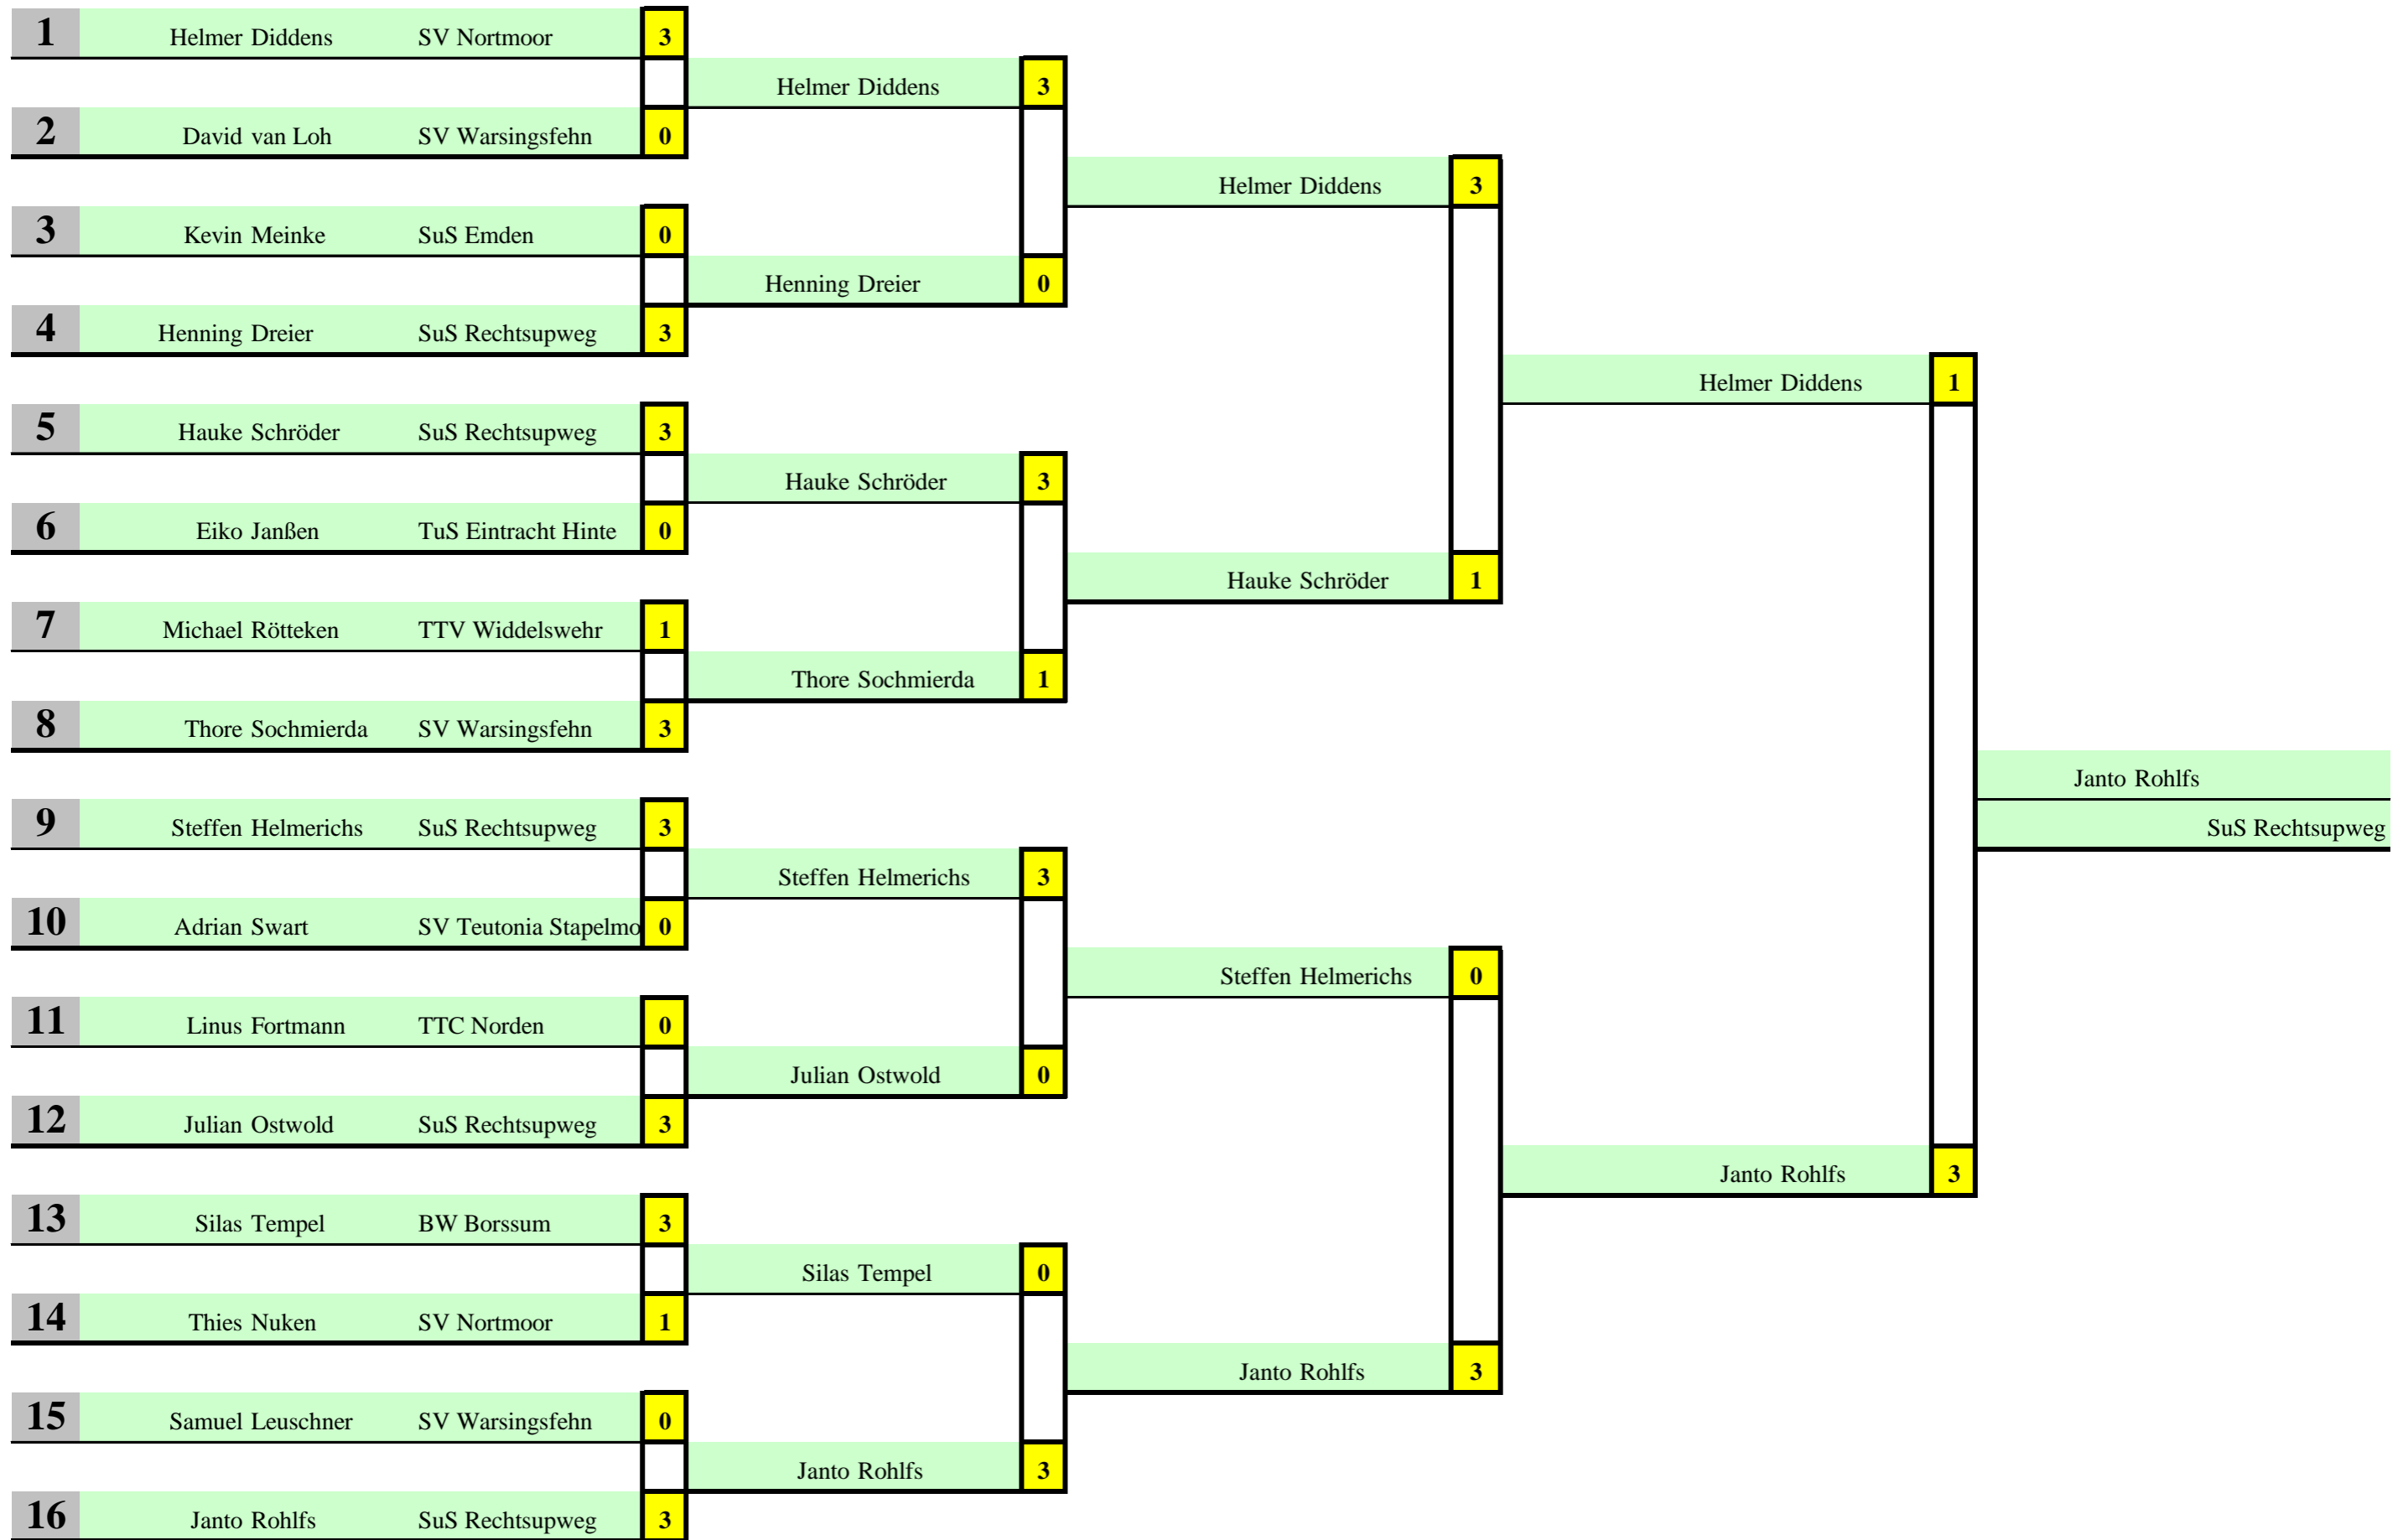 1 Helmer Diddens SV Nortmoor 3
Helmer Diddens 3
2 David van Loh SV Warsingsfehn 0
Helmer Diddens 3
3 Kevin Meinke SuS Emden 0
Henning Dreier 0
4 Henning Dreier SuS Rechtsupweg 3
Helmer Diddens 1
5 Hauke Schröder SuS Rechtsupweg 3
Hauke Schröder 3
6 Eiko Janßen TuS Eintracht Hinte 0
Hauke Schröder 1
7 Michael Rötteken TTV Widdelswehr 1
Thore Sochmierda 1
8 Thore Sochmierda SV Warsingsfehn 3
Janto Rohlfs
9 Steffen Helmerichs SuS Rechtsupweg 3
SuS Rechtsupweg
Steffen Helmerichs 3
10 Adrian Swart SV Teutonia Stapelmo 0
Steffen Helmerichs 0
11 Linus Fortmann TTC Norden 0
Julian Ostwold 0
12 Julian Ostwold SuS Rechtsupweg 3
Janto Rohlfs 3
13 Silas Tempel BW Borssum 3
Silas Tempel 0
14 Thies Nuken SV Nortmoor 1
Janto Rohlfs 3
15 Samuel Leuschner SV Warsingsfehn 0
Janto Rohlfs 3
16 Janto Rohlfs SuS Rechtsupweg 3